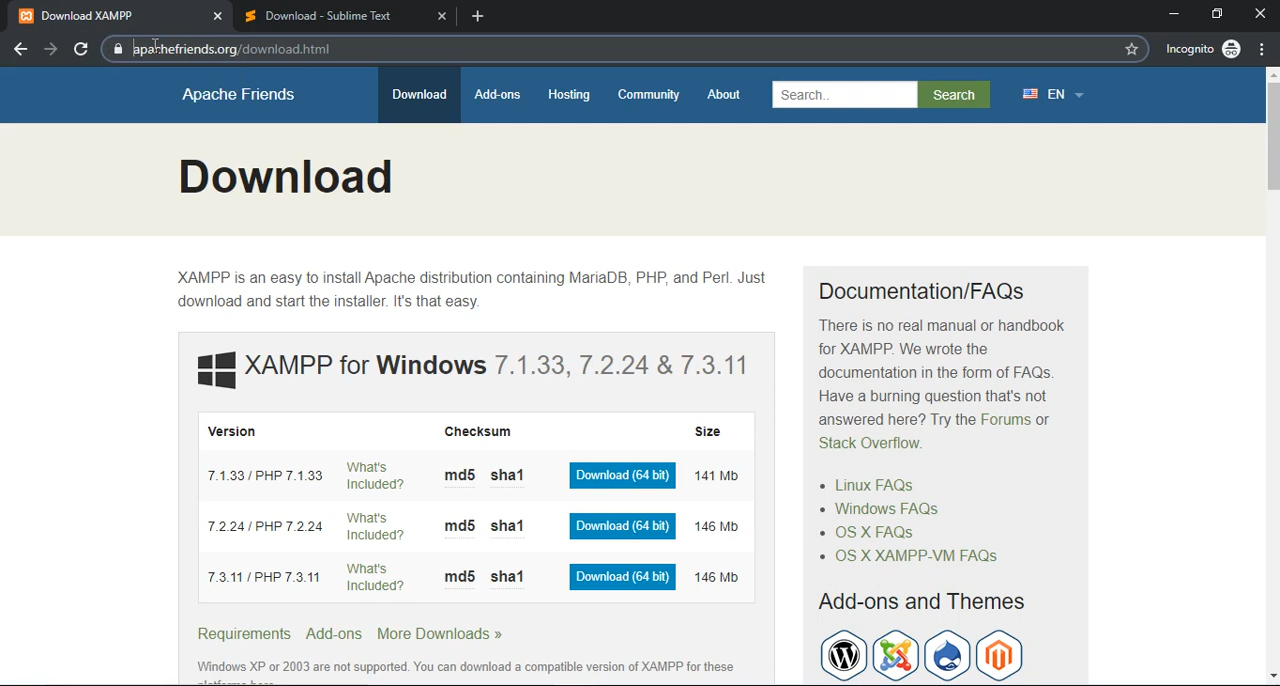 Download XAMPP
Download - Sublime Text
apachefriends.org/download.html
Incognito
Apache Friends
Download
Add-ons
Hosting
Community
About
Search..
Search
EN
Download
XAMPP is an easy to install Apache distribution containing MariaDB, PHP, and Perl. Just
download and start the installer. It's that easy.
XAMPP for Windows 7.1.33, 7.2.24 & 7.3.11
Version
Checksum
Size
7.1.33 / PHP 7.1.33
What's
Included?
md5 sha1
Download (64 bit)
141 Mb
7.2.24 / PHP 7.2.24
What's
Included?
md5 sha1
Download (64 bit)
146 Mb
7.3.11 / PHP 7.3.11
What's
Included?
md5 sha1
Download (64 bit)
146 Mb
Requirements Add-ons More Downloads »
Windows XP or 2003 are not supported. You can download a compatible version of XAMPP for these
platforms here.
Documentation/FAQs
There is no real manual or handbook
for XAMPP. We wrote the
documentation in the form of FAQs.
Have a burning question that's not
answered here? Try the Forums or
Stack Overflow.
Linux FAQs
Windows FAQs
OS X FAQs
OS X XAMPP-VM FAQs
Add-ons and Themes